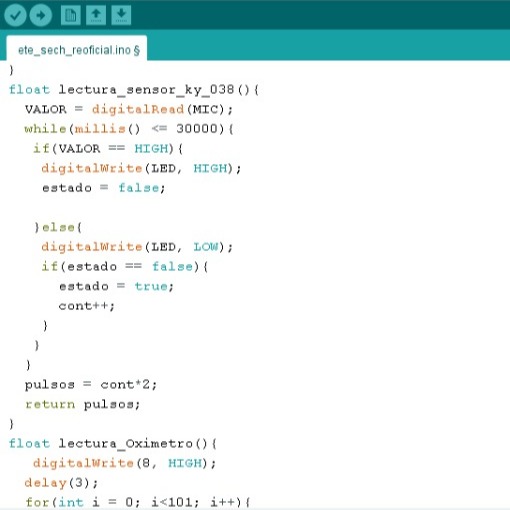 ete_sech_reoficial.ino §
}
float lectura_sensor_ky_038(){
VALOR = digitalRead(MIC);
while(millis() <= 30000){
if(VALOR == HIGH){
digitalWrite(LED, HIGH);
estado = false;
}else{
digitalWrite(LED, LOW);
if(estado == false){
estado = true;
cont++;
}
}
}
pulsos = cont*2;
return pulsos;
}
float lectura_Oximetro(){
digitalWrite(8, HIGH);
delay(3);
for(int i = 0; i<101; i++){